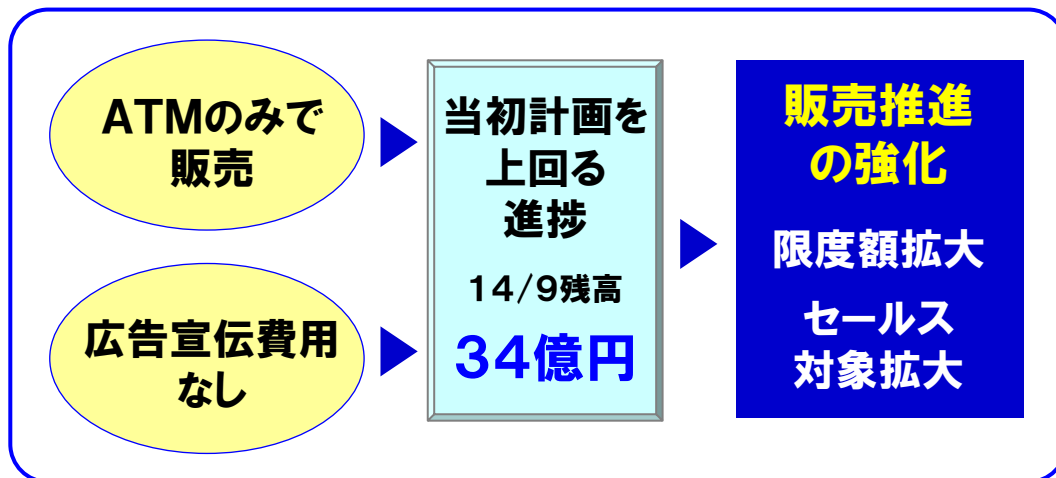 ATMのみで
販売
広告宣伝費用
なし
当初計画を
上回る
進捗
14/9残高
34億円
販売推進
の強化
限度額拡大
セールス
対象拡大